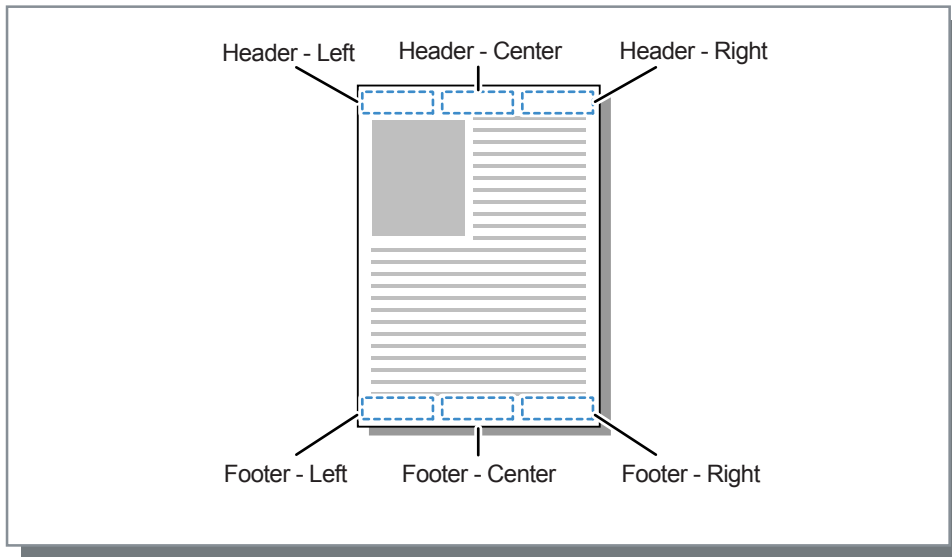 Header - Left
Header - Center
Header - Right
Footer - Left
Footer - Center
Footer - Right